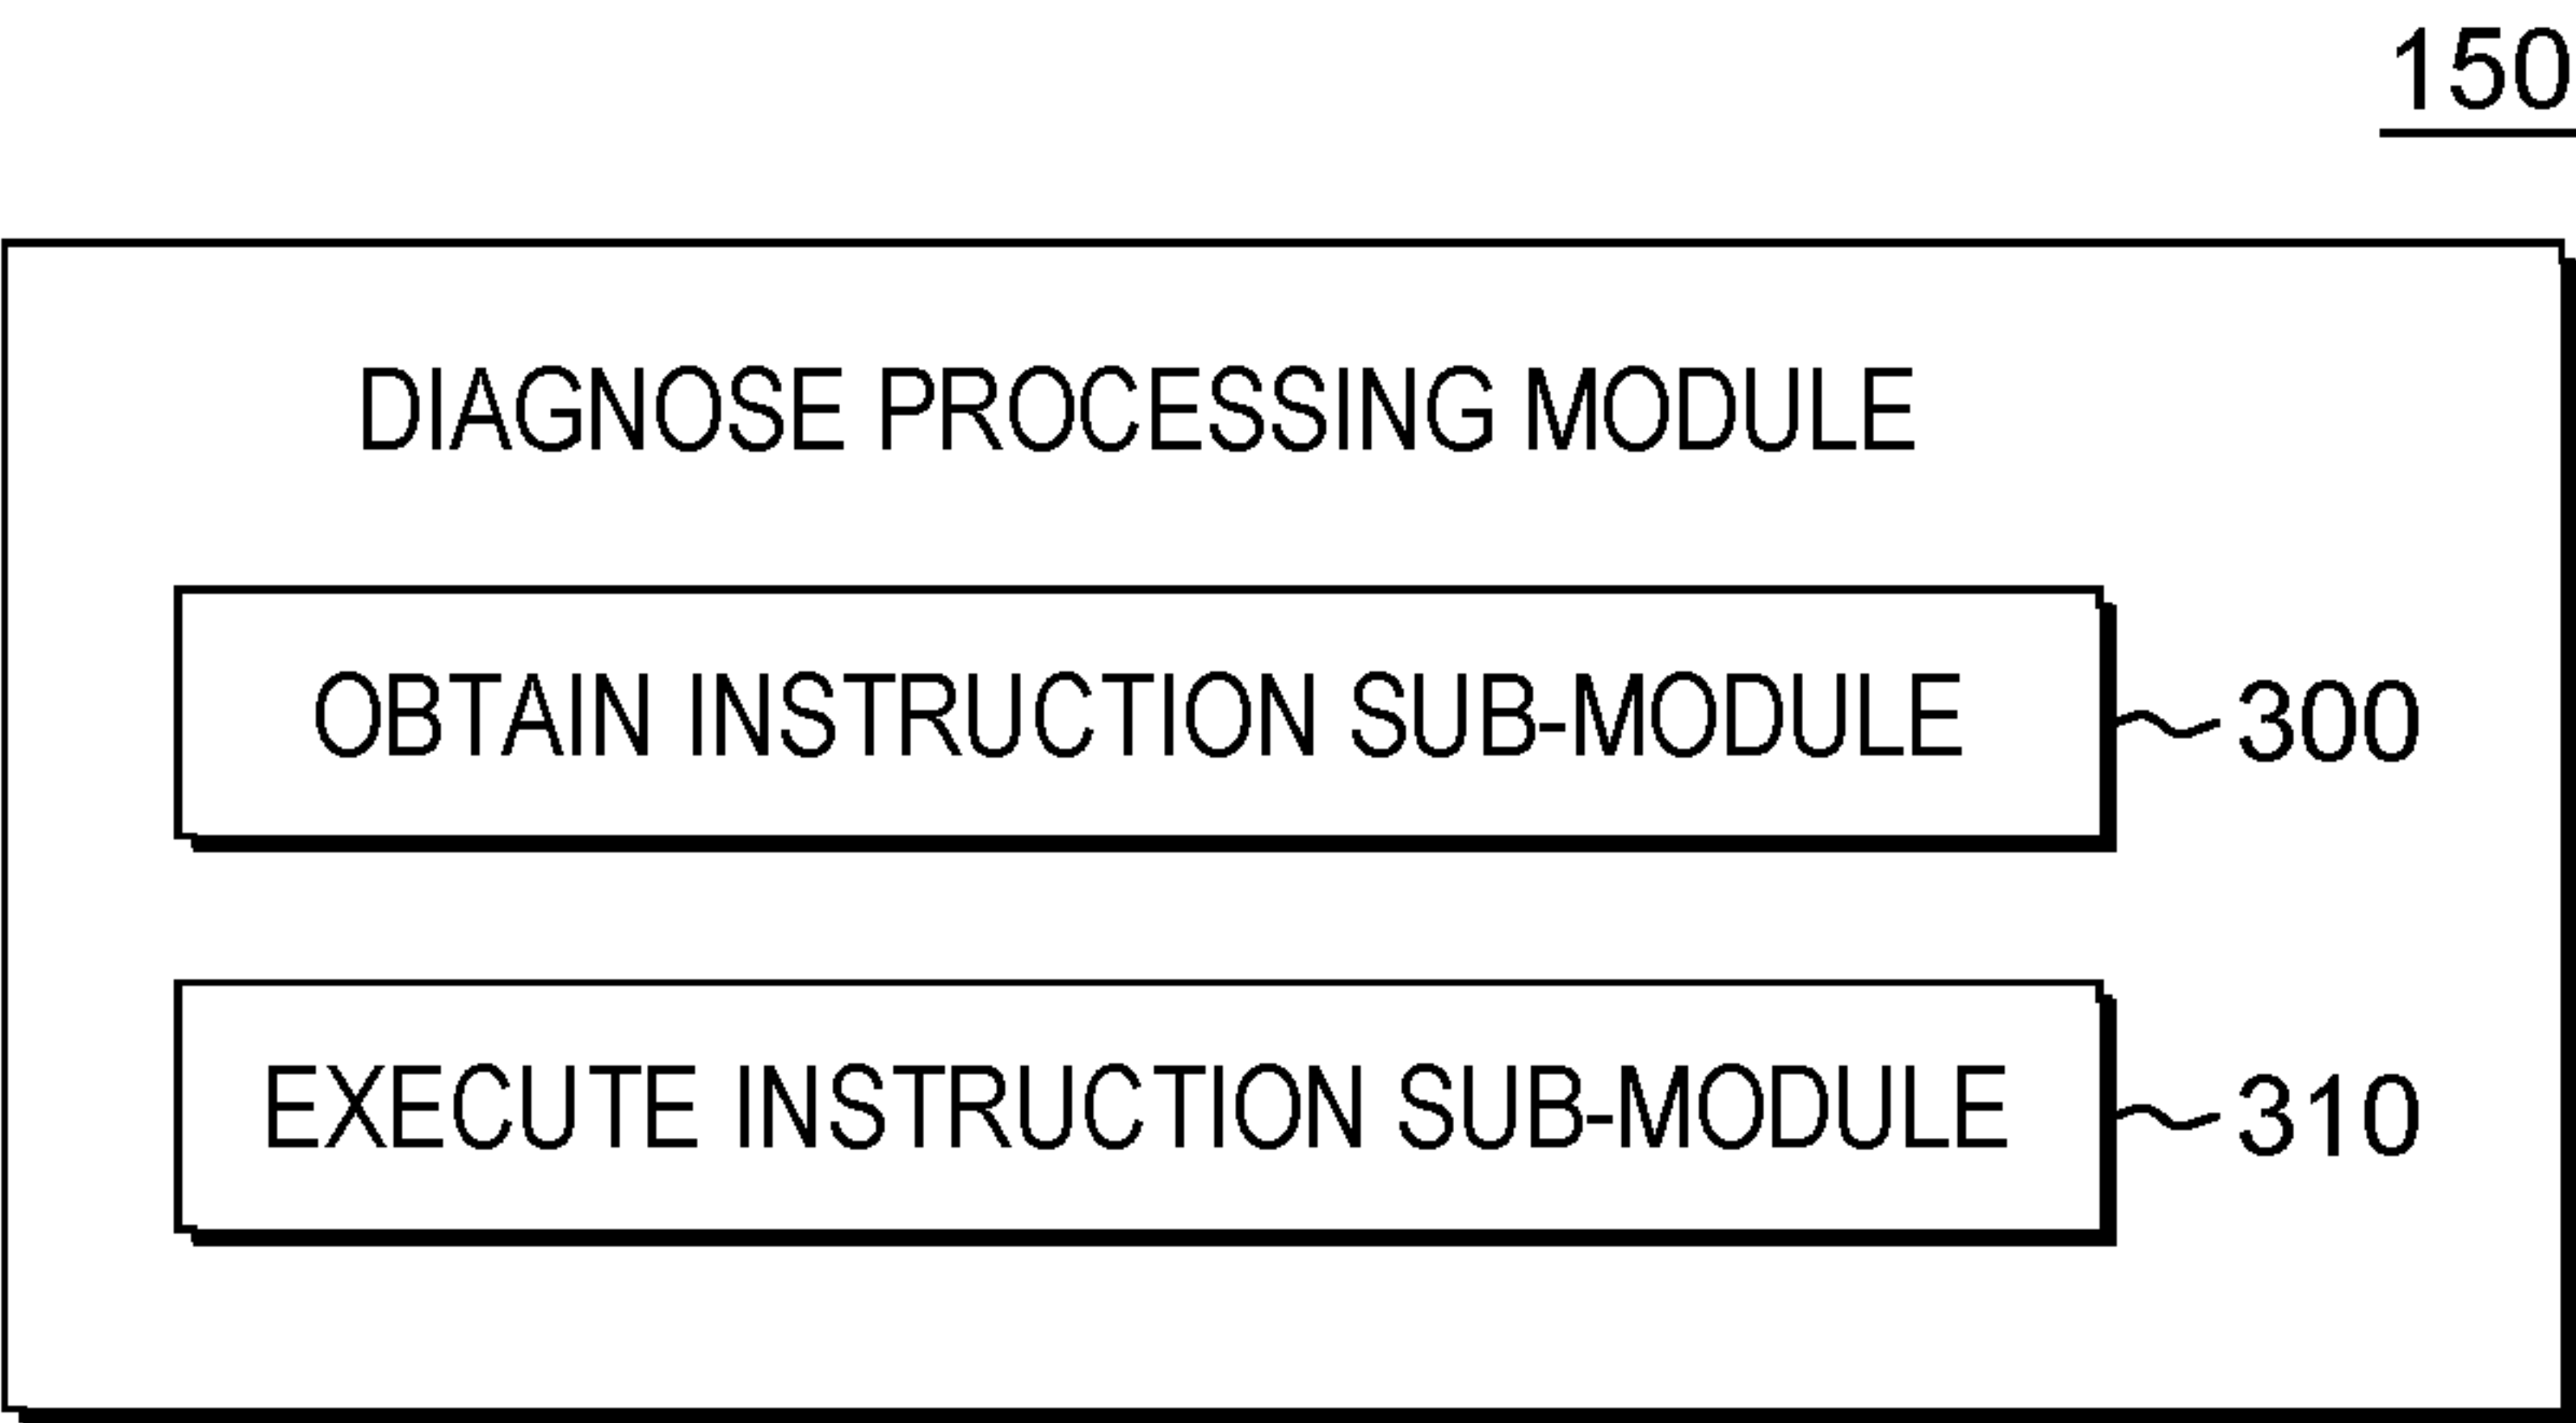 150
DIAGNOSE PROCESSING MODULE
OBTAIN INSTRUCTION SUB-MODULE
300
EXECUTE INSTRUCTION SUB-MODULE
310